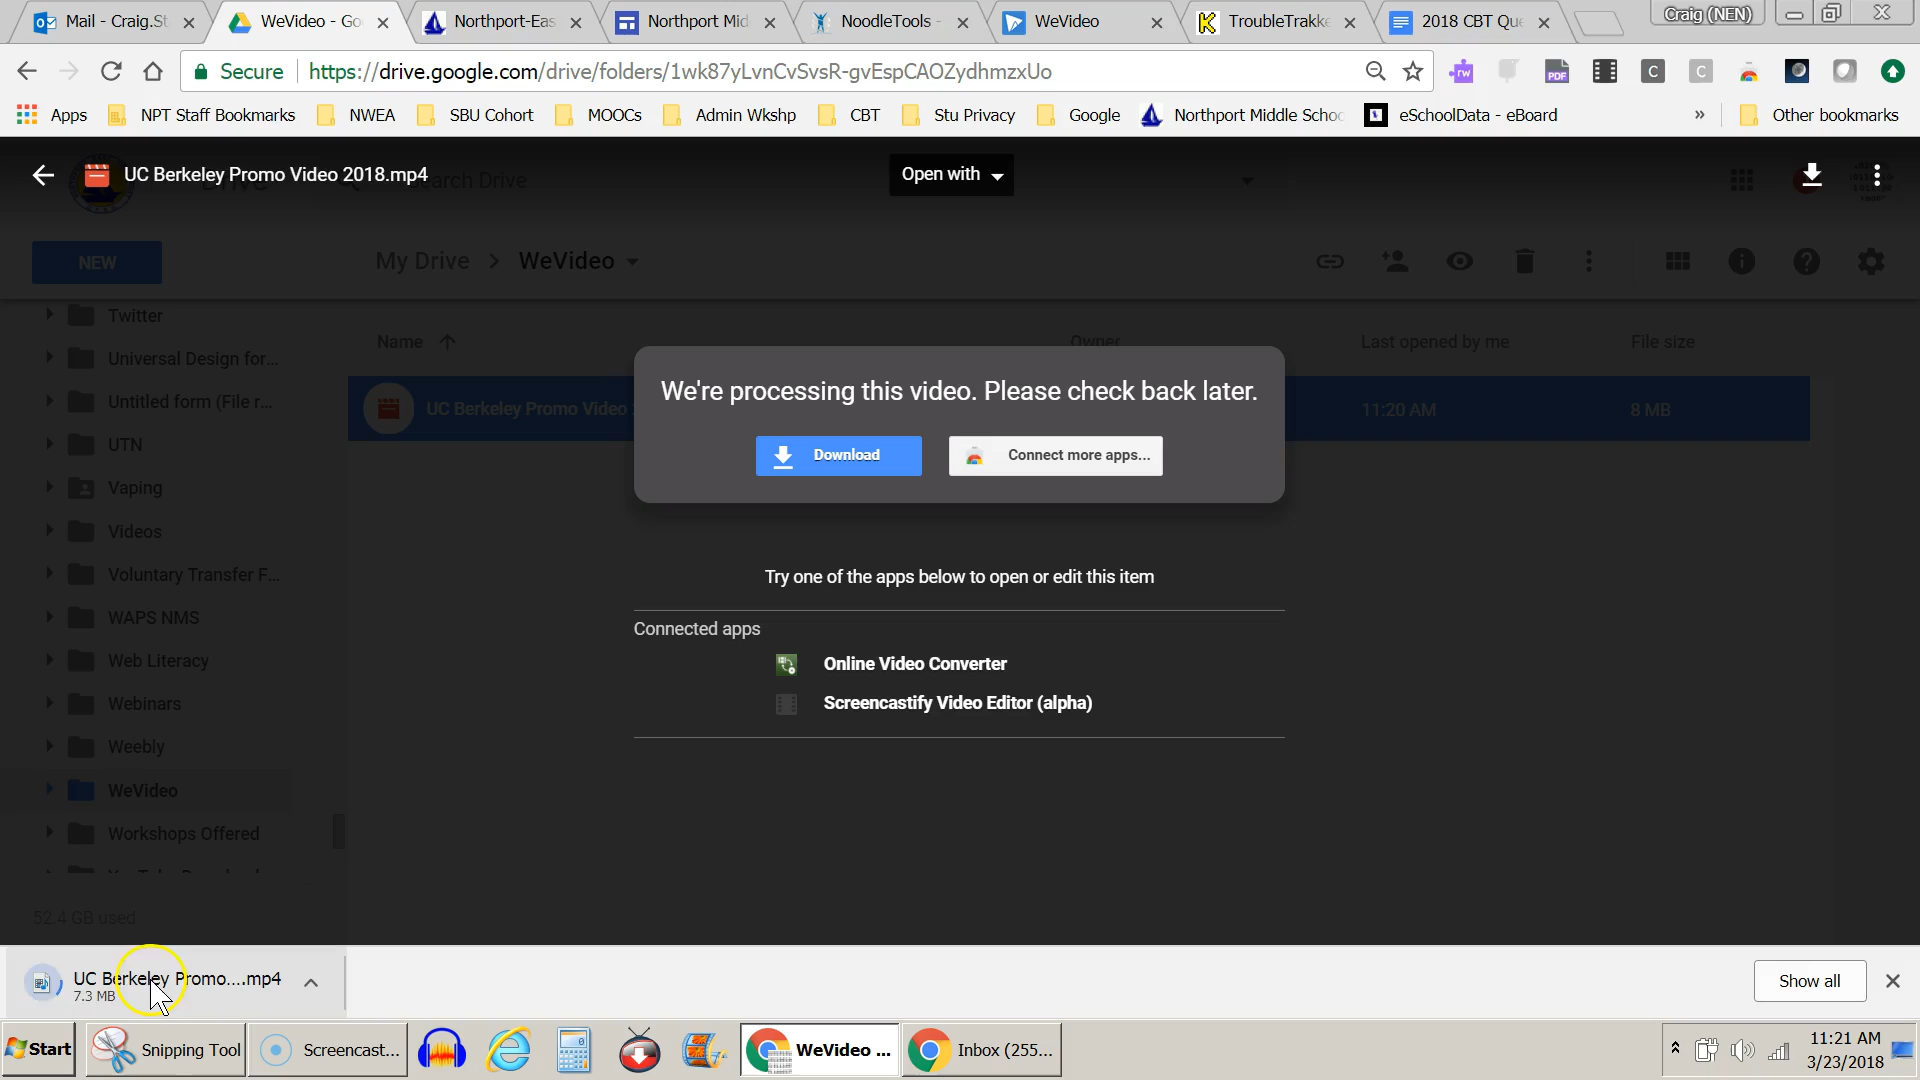 Mail - Craig.St
WeVideo - Go
Northport-Eas
Northport Mid
NoodleTools -
WeVideo
TroubleTrakke
2018 CBT Que
Craig (NEN)
Secure
https://drive.google.com/drive/folders/1wk87yLvnCvSvsR-gvEspCAOZydhmzxUo
Apps
NPT Staff Bookmarks
NWEA
SBU Cohort
MOOCs
Admin Wkshp
CBT
Stu Privacy
Google
Northport Middle Schoo
eSchoolData - eBoard
»
Other bookmarks
UC Berkeley Promo Video 2018.mp4
Drive
Search Drive
Open with
NEW
My Drive > WeVideo
Twitter
Universal Design for...
Untitled form (File r...
UTN
Vaping
Videos
Voluntary Transfer F...
WAPS NMS
Web Literacy
Webinars
Weebly
WeVideo
Workshops Offered
52.4 GB used
Name
Owner
Last opened by me
File size
UC Berkeley Promo Video
11:20 AM
8 MB
We're processing this video. Please check back later.
Download
Connect more apps...
Try one of the apps below to open or edit this item
Connected apps
Online Video Converter
Screencastify Video Editor (alpha)
UC Berkeley Promo....mp4
7.3 MB
Show all
Start
Snipping Tool
Screencast...
WeVideo ...
Inbox (255...
11:21 AM
3/23/2018